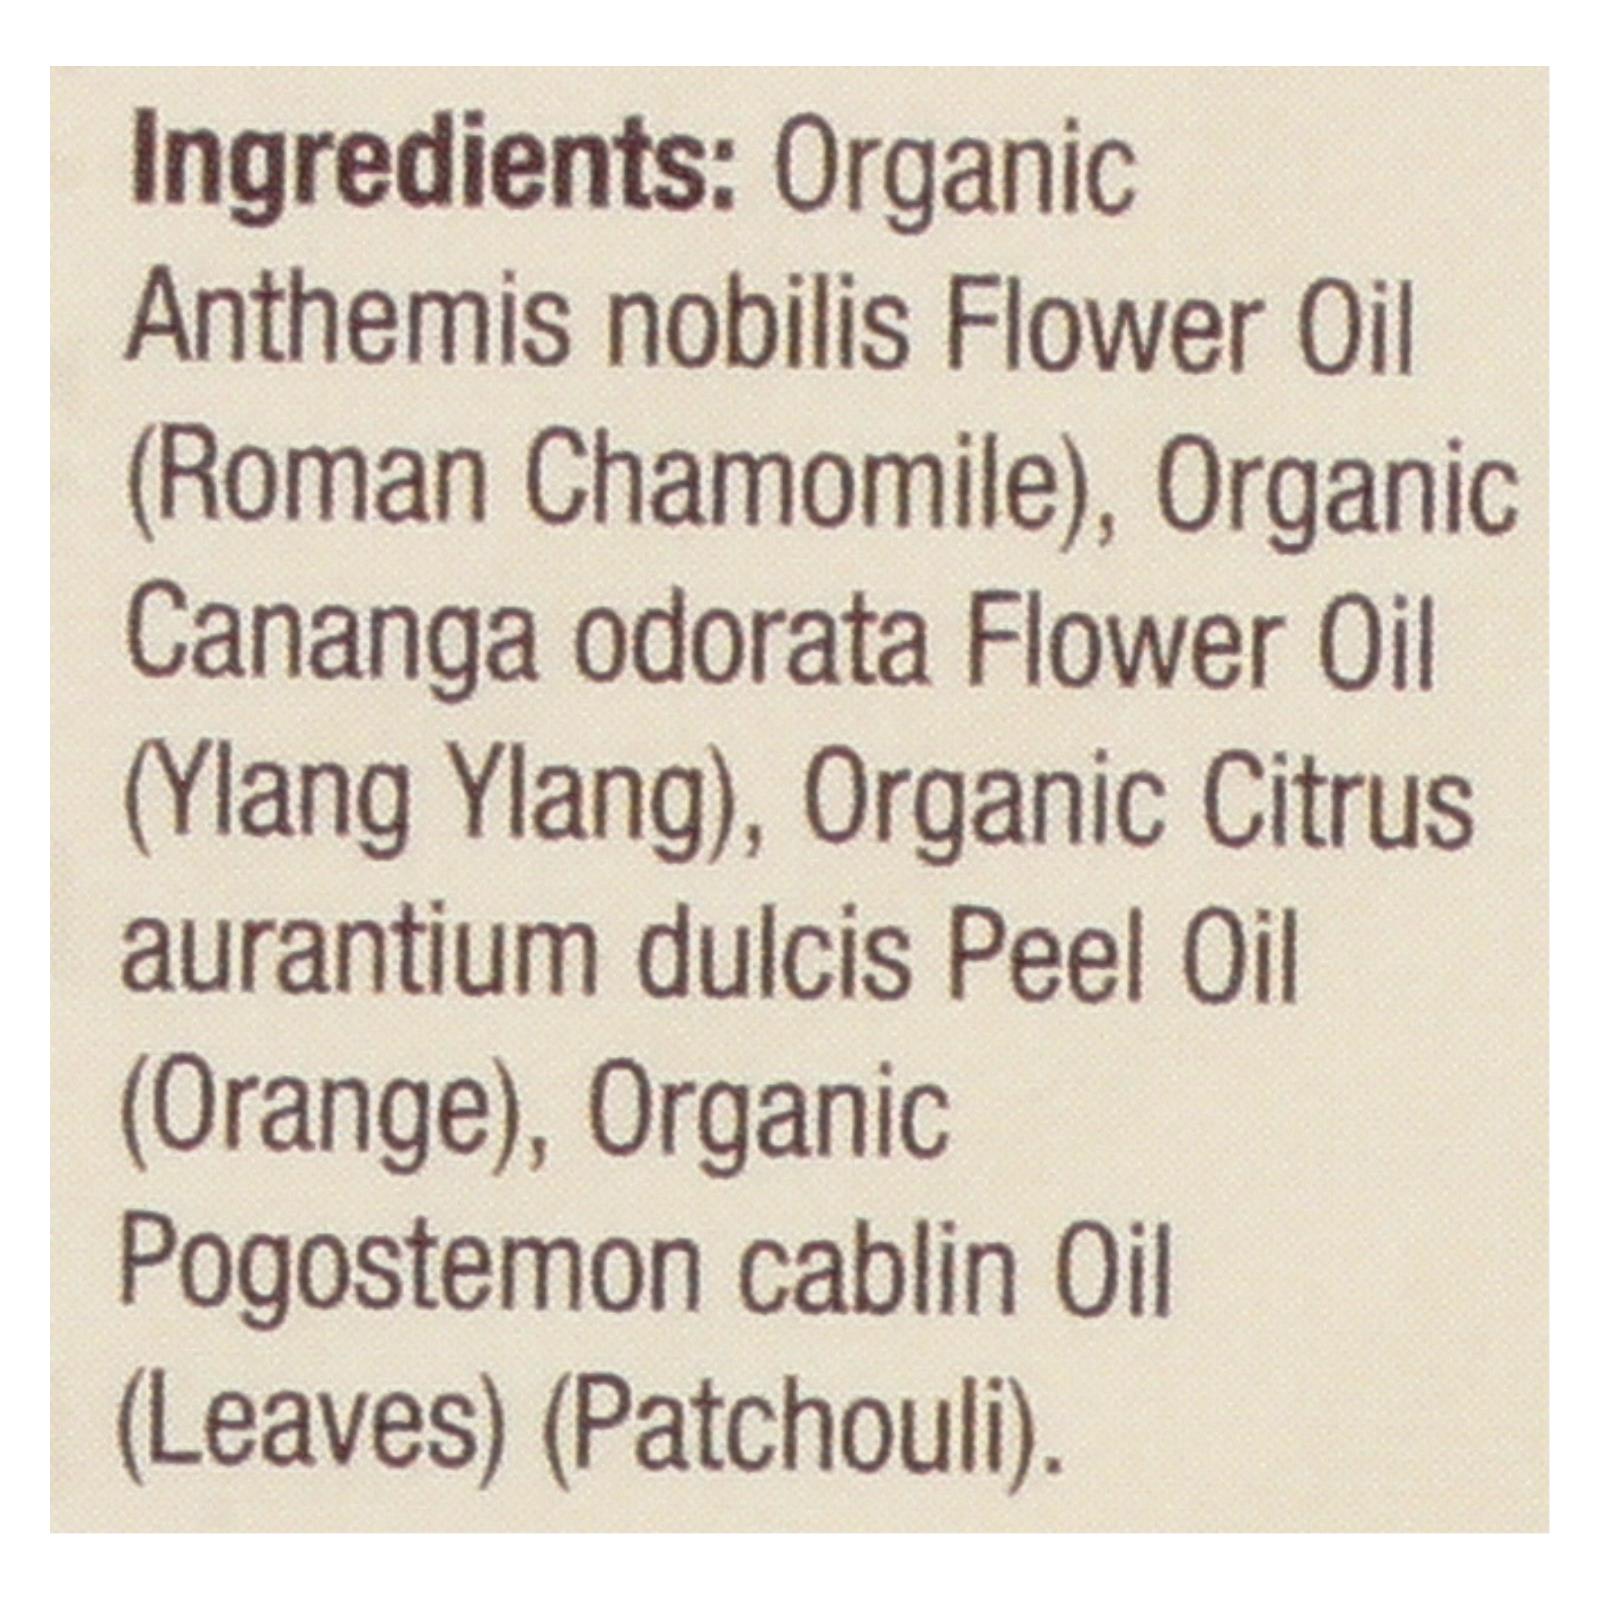 Ingredients: Organic
Anthemis nobilis Flower Oil
(Roman Chamomile), Organic
Cananga odorata Flower Oil
(Ylang Ylang), Organic Citrus
aurantium dulcis Peel Oil
(Orange), Organic
Pogostemon cablin Oil
(Leaves) (Patchouli).